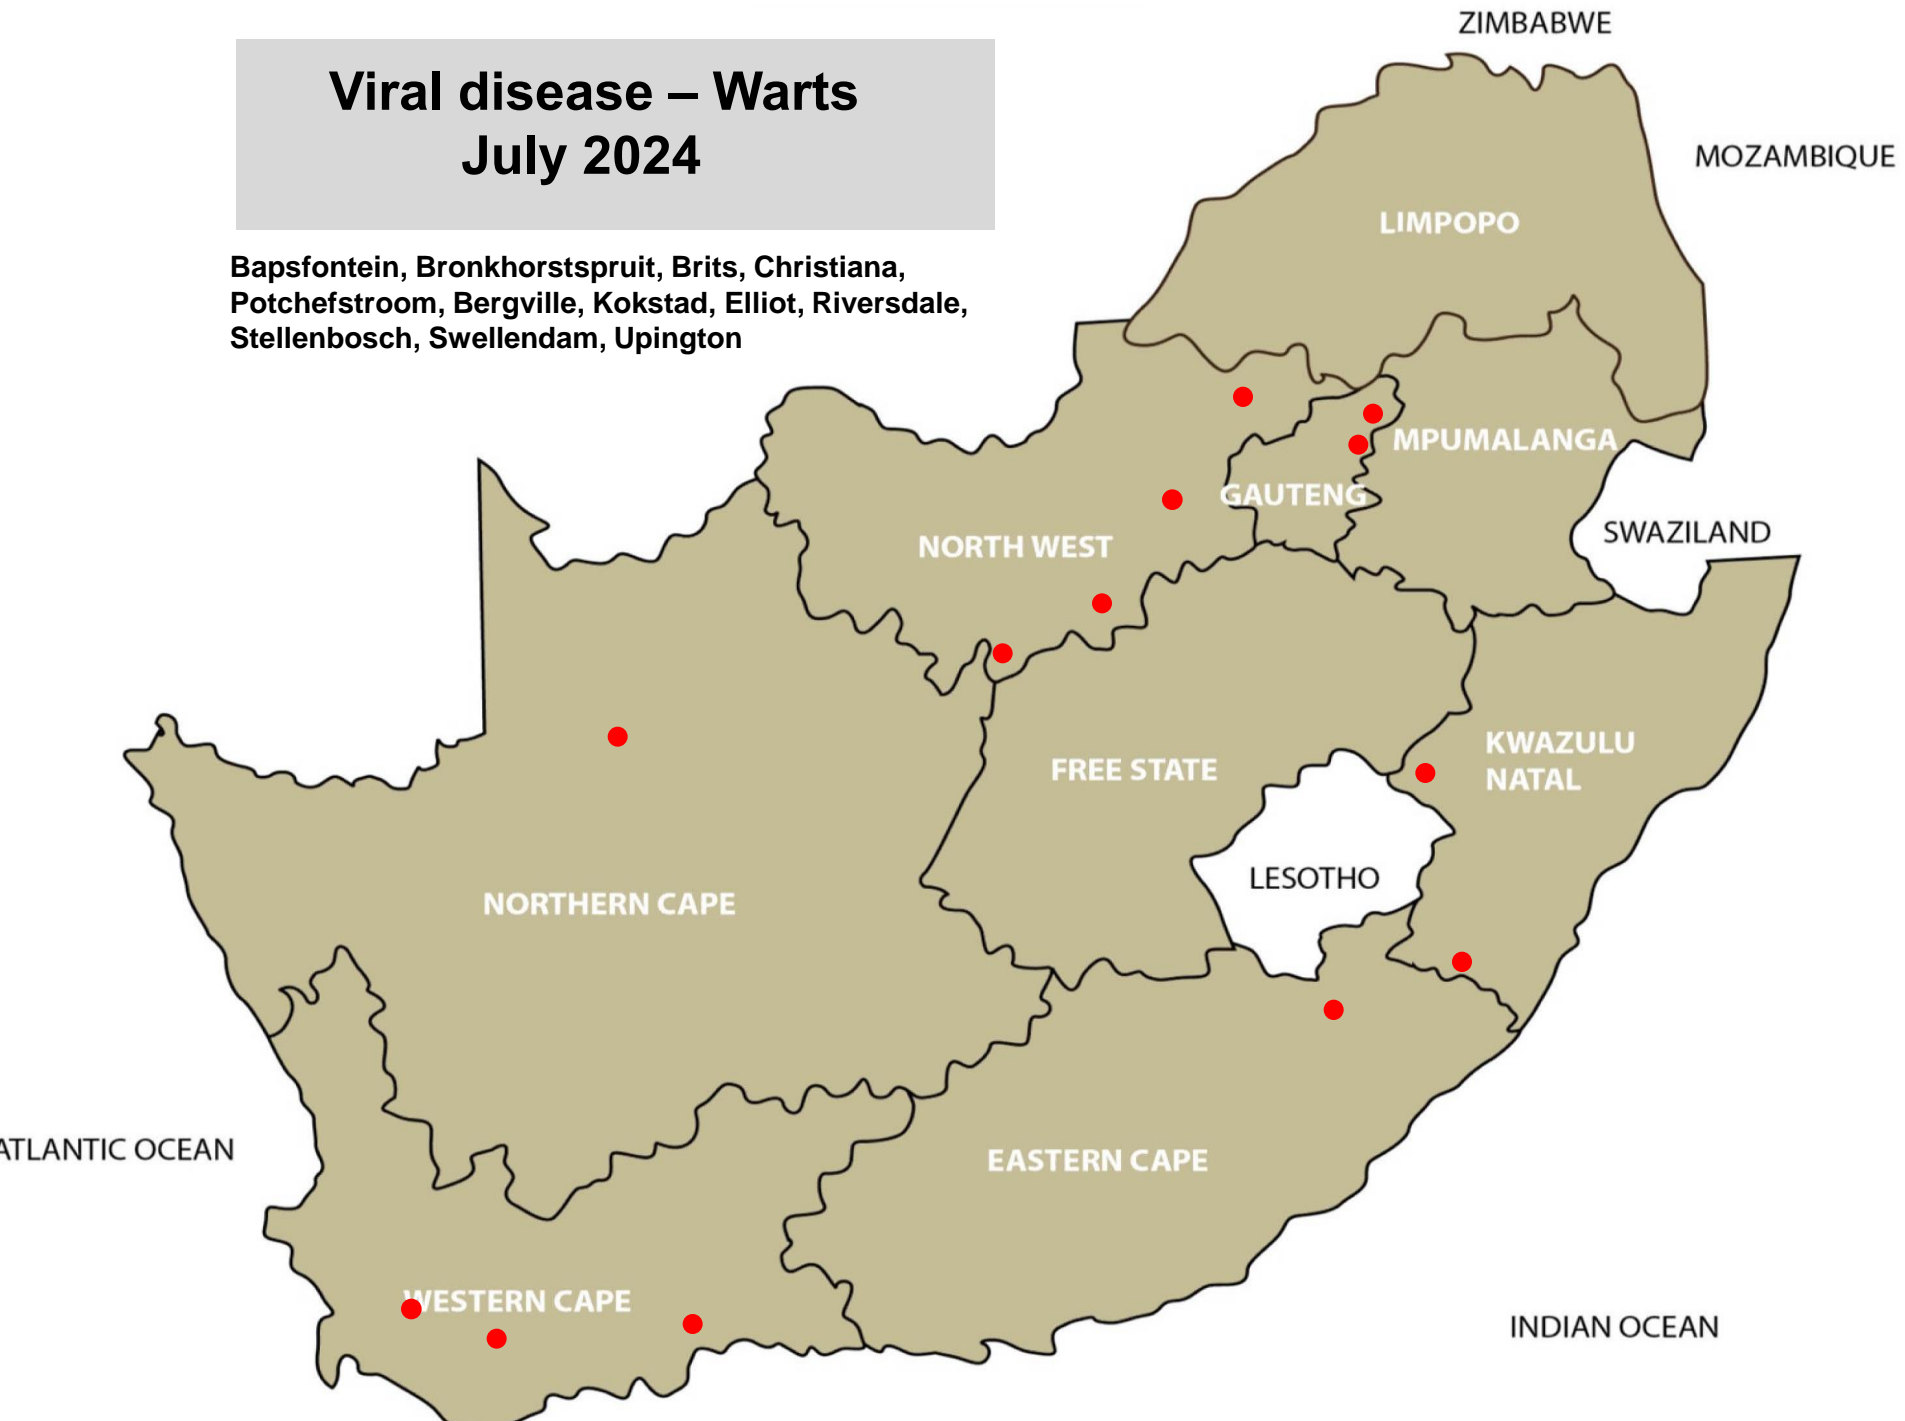 Viral disease – Warts
July 2024
Bapsfontein, Bronkhorstspruit, Brits, Christiana,
Potchefstroom, Bergville, Kokstad, Elliot, Riversdale,
Stellenbosch, Swellendam, Upington
ZIMBABWE
MOZAMBIQUE
LIMPOPO
MPUMALANGA
GAUTENG
SWAZILAND
NORTH WEST
KWAZULU
NATAL
FREE STATE
LESOTHO
NORTHERN CAPE
ATLANTIC OCEAN
EASTERN CAPE
WESTERN CAPE
INDIAN OCEAN